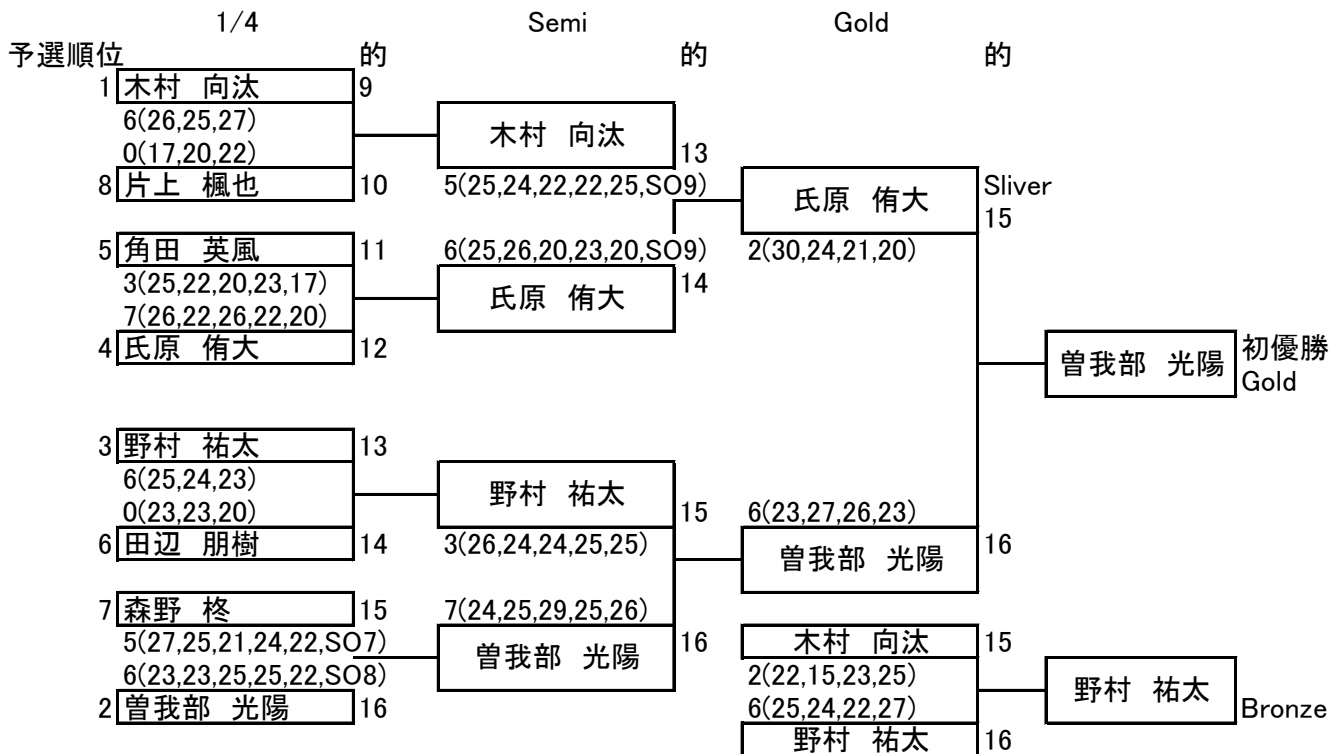 1/4 Semi Gold
予選順位 的 的 的
1 木村　向汰 9
6(26,25,27)
0(17,20,22)
8 片上　楓也 10
5 角田　英風 11
3(25,22,20,23,17)
7(26,22,26,22,20)
4 氏原　侑大 12
3 野村　祐太 13
6(25,24,23)
0(23,23,20)
6 田辺　朋樹 14
7 森野　柊 15
5(27,25,21,24,22,SO7)
6(23,23,25,25,22,SO8)
2 曽我部　光陽 16
木村　向汰 13
5(25,24,22,22,25,SO9)
6(25,26,20,23,20,SO9)
氏原　侑大 14
野村　祐太 15
3(26,24,24,25,25)
7(24,25,29,25,26)
曽我部　光陽 16
氏原　侑大 Sliver
15
2(30,24,21,20)
6(23,27,26,23)
曽我部　光陽 16
曽我部　光陽 初優勝
Gold
木村　向汰 15
2(22,15,23,25)
6(25,24,22,27)
野村　祐太 16
野村　祐太 Bronze